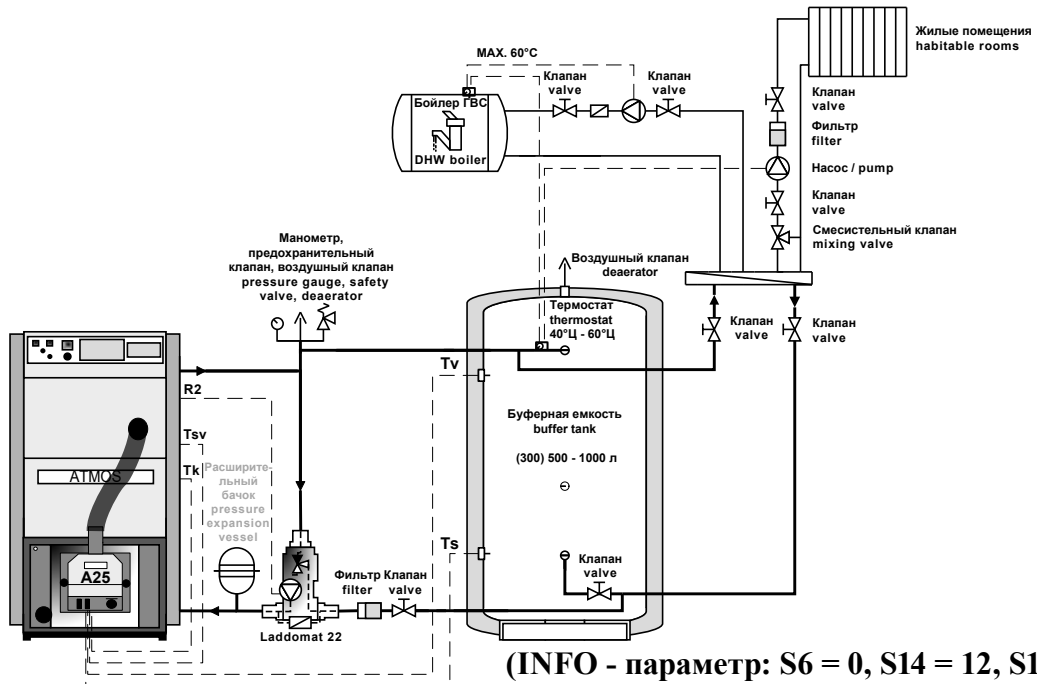 Жилые помещения
habitable rooms
MAX. 60°C
Клапан
valve
Клапан
valve
Бойлер ГВС
DHW boiler
Клапан
valve
Фильтр
filter
Насос / pump
Клапан
valve
Смесистельный клапан
mixing valve
Манометр,
предохранительный
клапан, воздушный клапан
pressure gauge, safety
valve, deaerator
Воздушный клапан
deaerator
Термостат
thermostat
40°Ц - 60°Ц
Клапан
valve
Клапан
valve
Tv
R2
Tsv
Tk
ATMOS
Расширите-
льный
бачок
pressure
expansion
vessel
Буферная емкость
buffer tank
(300) 500 - 1000 л
Ts
A25
Фильтр Клапан
filter valve
Клапан
valve
Laddomat 22
(INFO - параметр: S6 = 0, S14 = 12, S1